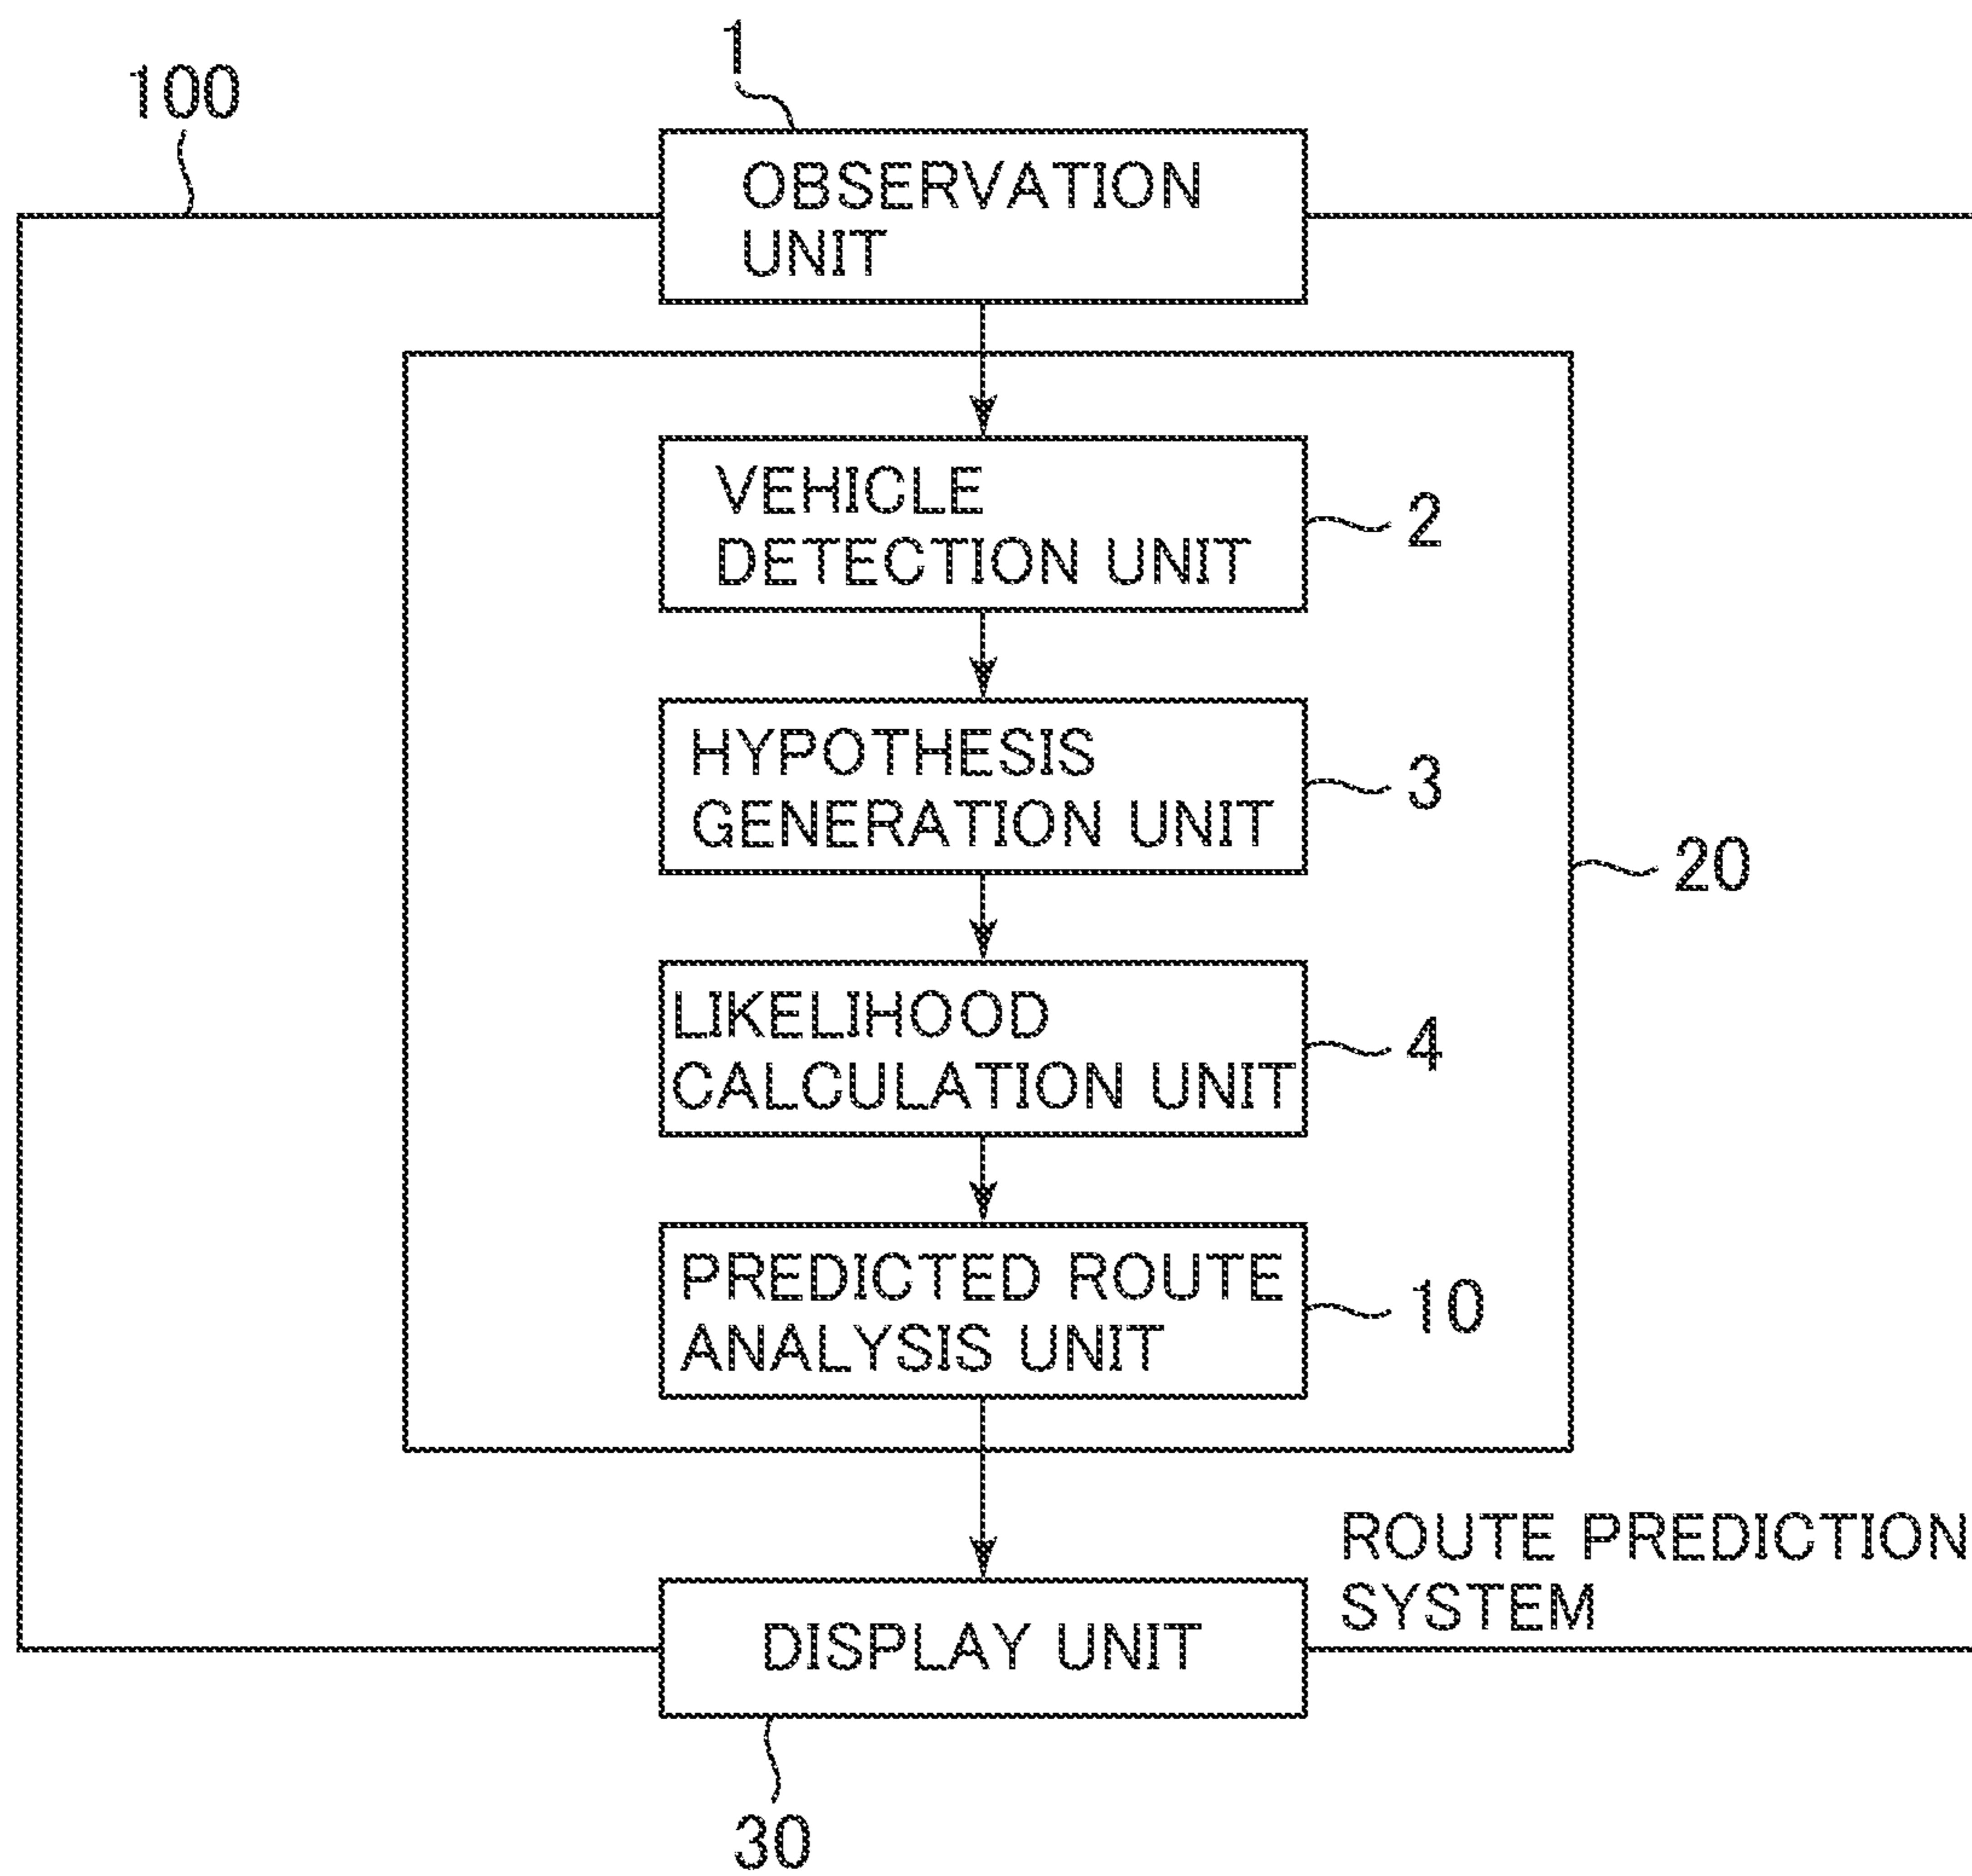 1
100
OBSERVATION
UNIT
VEHICLE
DETECTION UNIT
2
HYPOTHESIS
GENERATION UNIT
3
20
LIKELIHOOD
CALCULATION UNIT
4
PREDICTED ROUTE
ANALYSIS UNIT
10
ROUTE PREDICTION
SYSTEM
DISPLAY UNIT
30